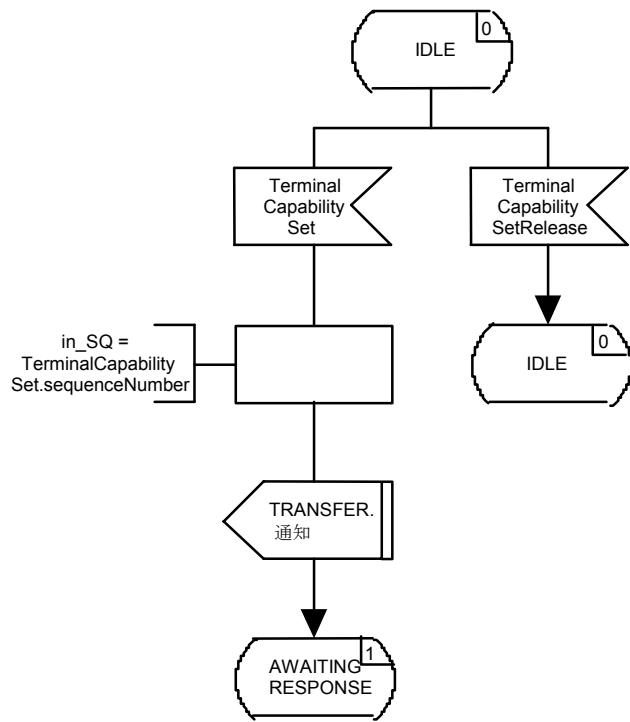 0
IDLE
Terminal
Capability
Set
Terminal
Capability
SetRelease
in_SQ =
TerminalCapability
Set.sequenceNumber
0
IDLE
TRANSFER.
通知
1
AWAITING
RESPONSE